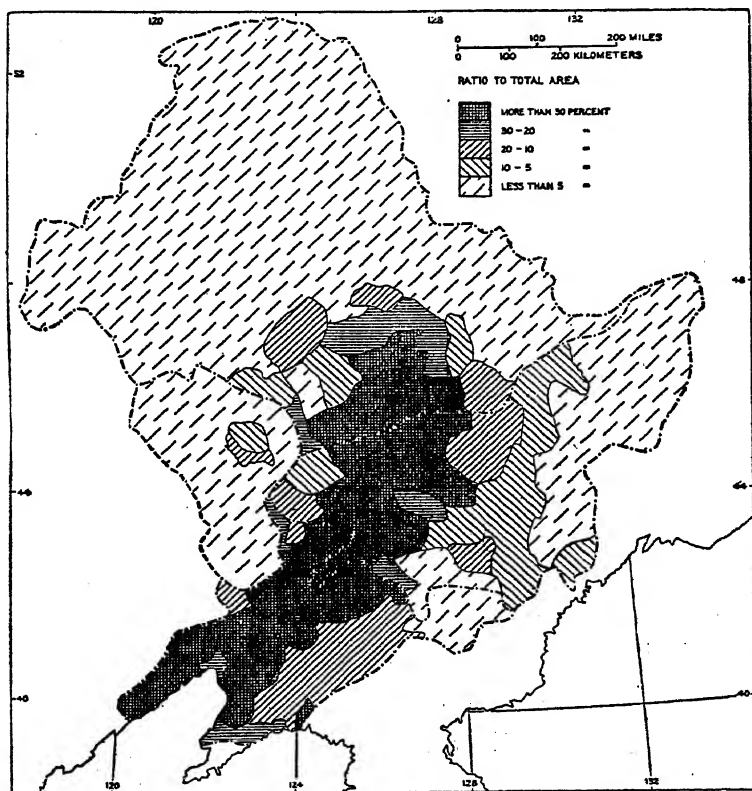 120 128 132
0 100 200 MILES
0 100 200 KILOMETERS
52
RATIO TO TOTAL AREA
MORE THAN 30 PERCENT
30 - 20 "
20 - 10 "
10 - 5 "
LESS THAN 5 "
48
44 44
40 40
120 124 128 132